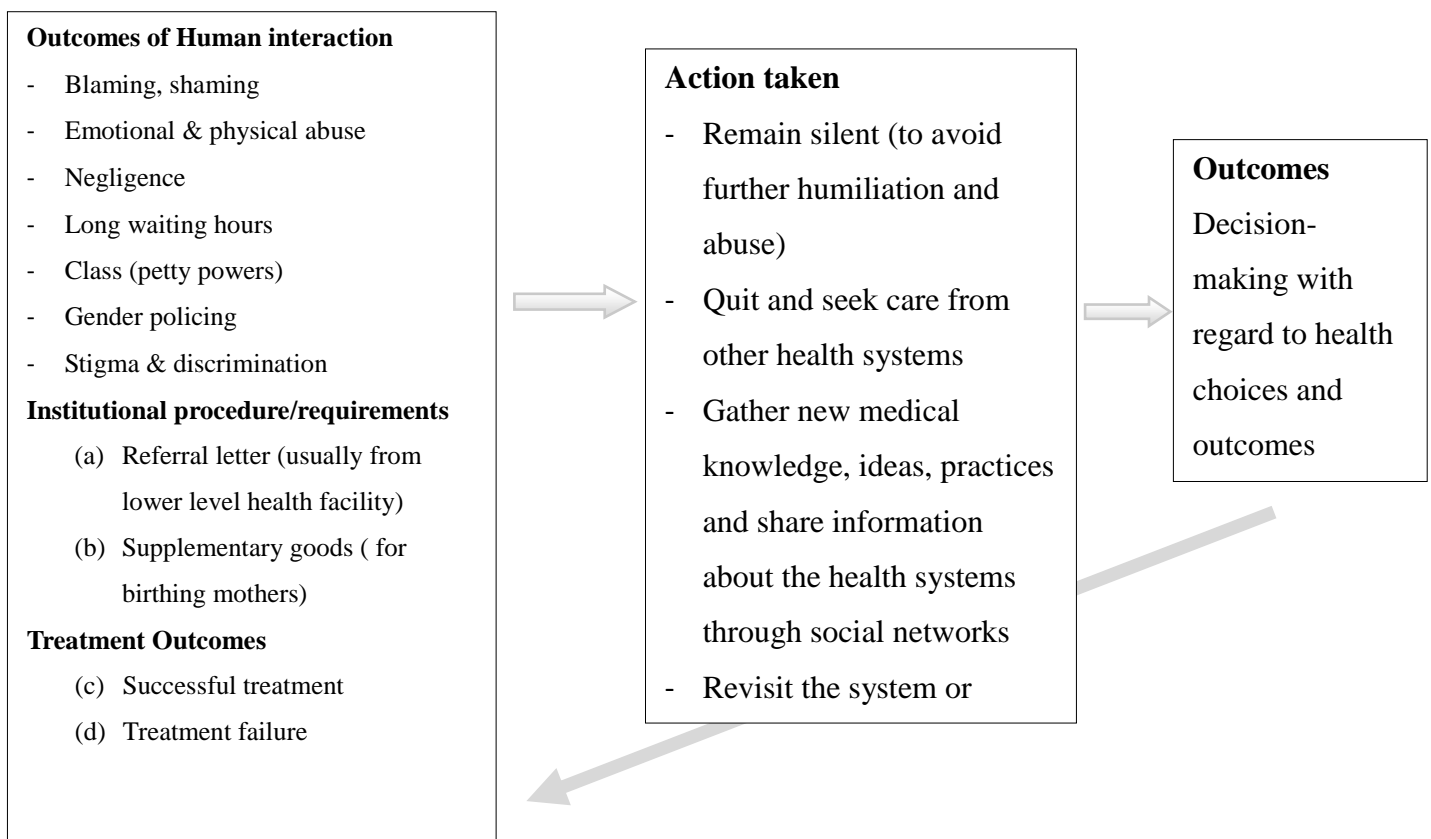 Outcomes of Human interaction
- Blaming, shaming
- Emotional & physical abuse
- Negligence
- Long waiting hours
- Class (petty powers)
- Gender policing
- Stigma & discrimination
Institutional procedure/requirements
(a) Referral letter (usually from
lower level health facility)
(b) Supplementary goods ( for
birthing mothers)
Treatment Outcomes
(c) Successful treatment
(d) Treatment failure
Action taken
- Remain silent (to avoid
further humiliation and
abuse)
- Quit and seek care from
other health systems
- Gather new medical
knowledge, ideas, practices
and share information
about the health systems
through social networks
- Revisit the system or
Outcomes
Decision-
making with
regard to health
choices and
outcomes